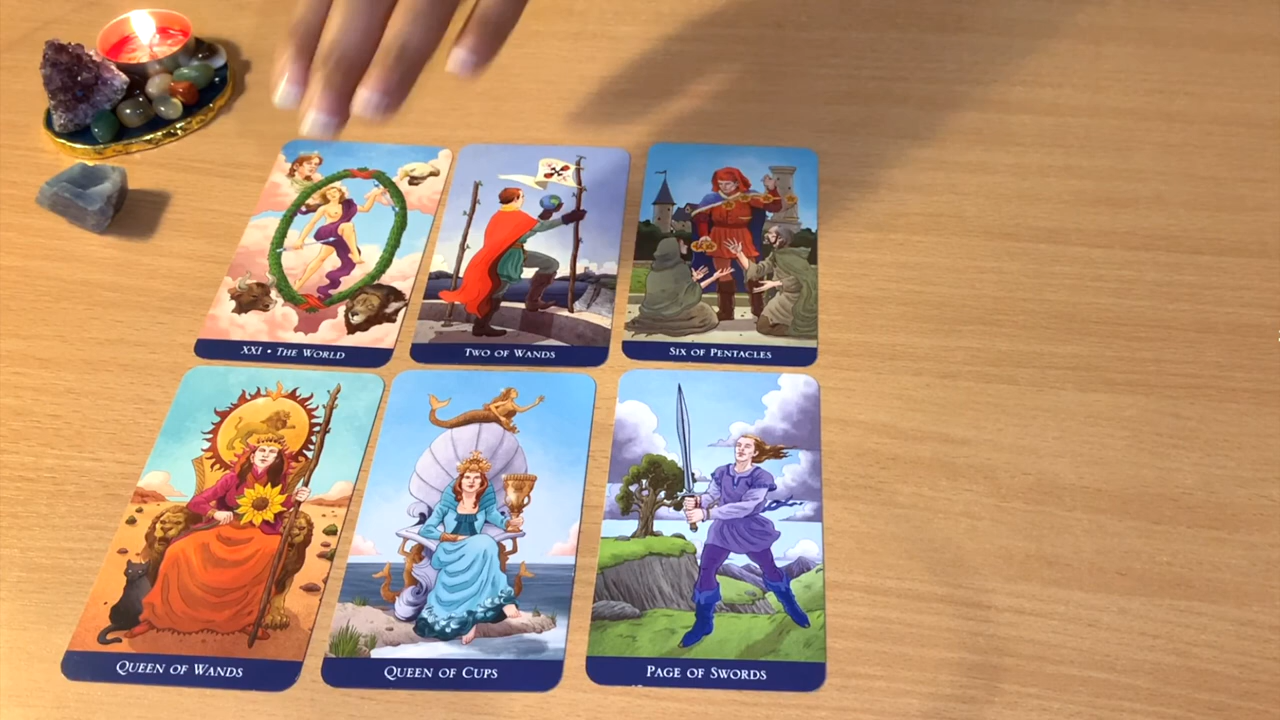 XXI • THE WORLD
TWO OF WANDS
SIX OF PENTACLES
QUEEN OF WANDS
QUEEN OF CUPS
PAGE OF SWORDS